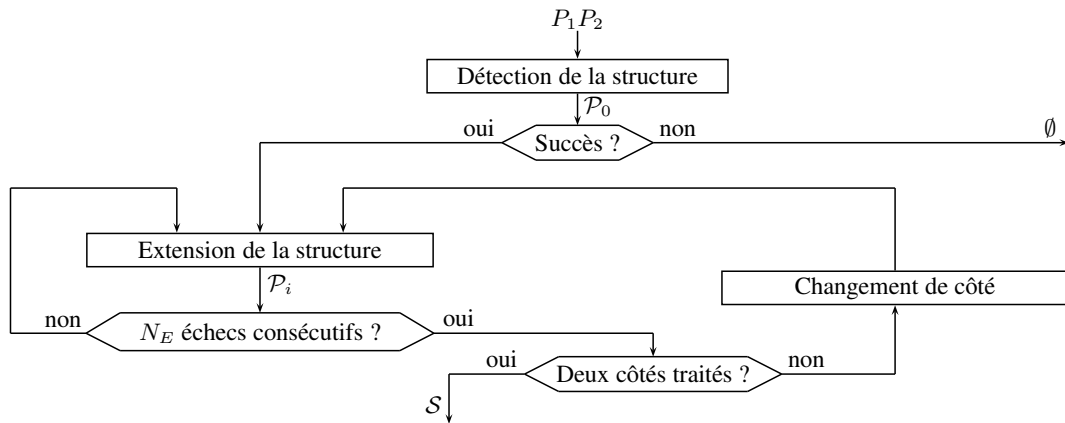 P₁P₂
Détection de la structure
𝒫₀
oui
Succès ?
non
∅
Extension de la structure
𝒫ᵢ
Changement de côté
non
N_E échecs consécutifs ?
oui
oui
Deux côtés traités ?
non
𝒮